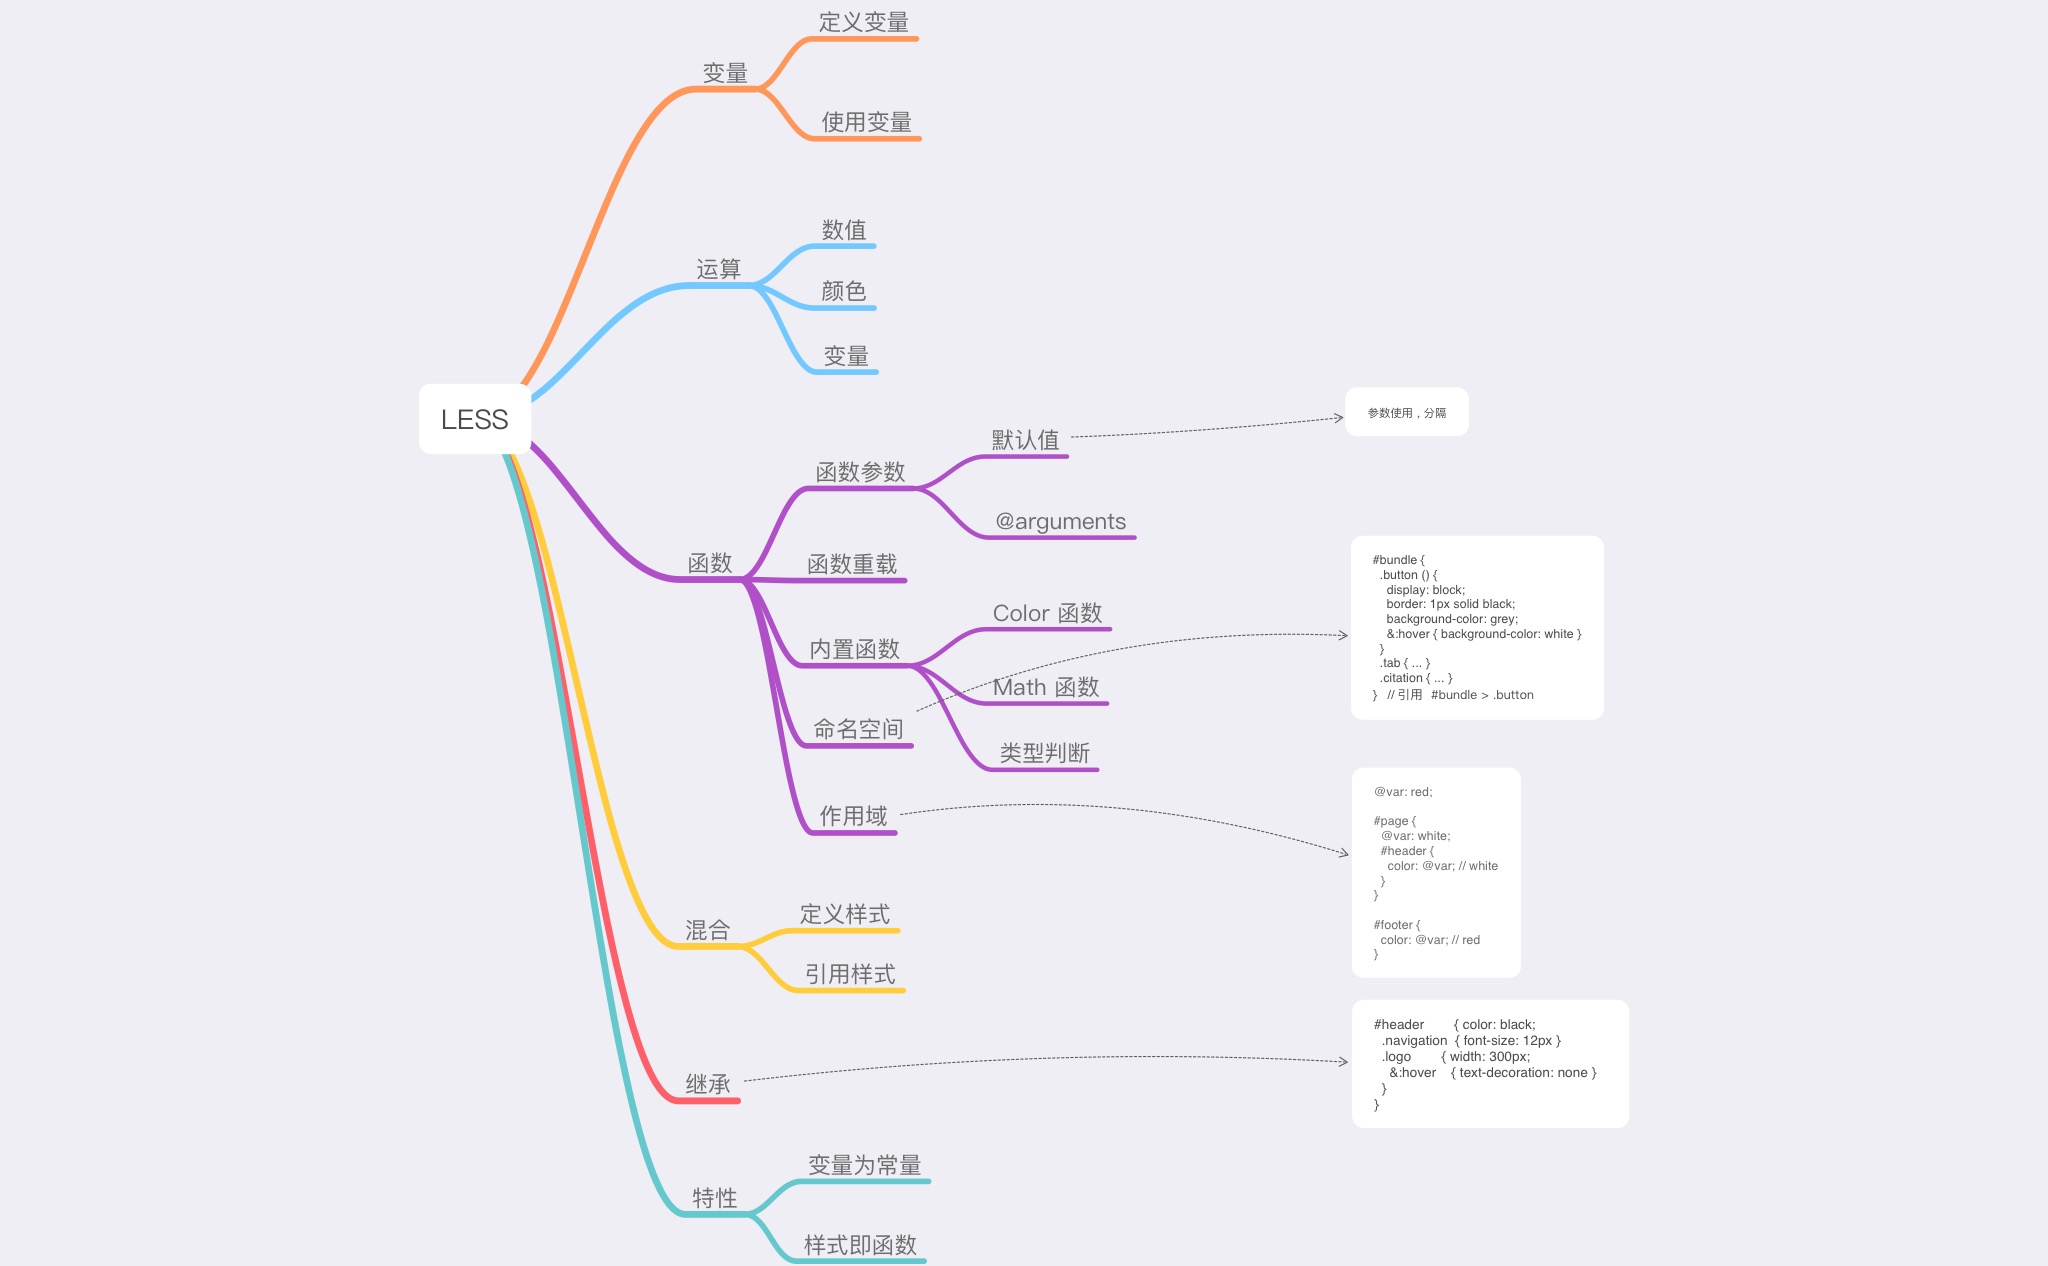 LESS
变量
定义变量
使用变量
运算
数值
颜色
变量
函数
函数参数
默认值
参数使用 , 分隔
@arguments
函数重载
内置函数
Color 函数
Math 函数
类型判断
命名空间
#bundle {
.button () {
display: block;
border: 1px solid black;
background-color: grey;
&:hover { background-color: white }
}
.tab { ... }
.citation { ... }
} // 引用 #bundle > .button
作用域
@var: red;
#page {
@var: white;
#header {
color: @var; // white
}
}
#footer {
color: @var; // red
}
混合
定义样式
引用样式
继承
#header { color: black;
.navigation { font-size: 12px }
.logo { width: 300px;
&:hover { text-decoration: none }
}
}
特性
变量为常量
样式即函数